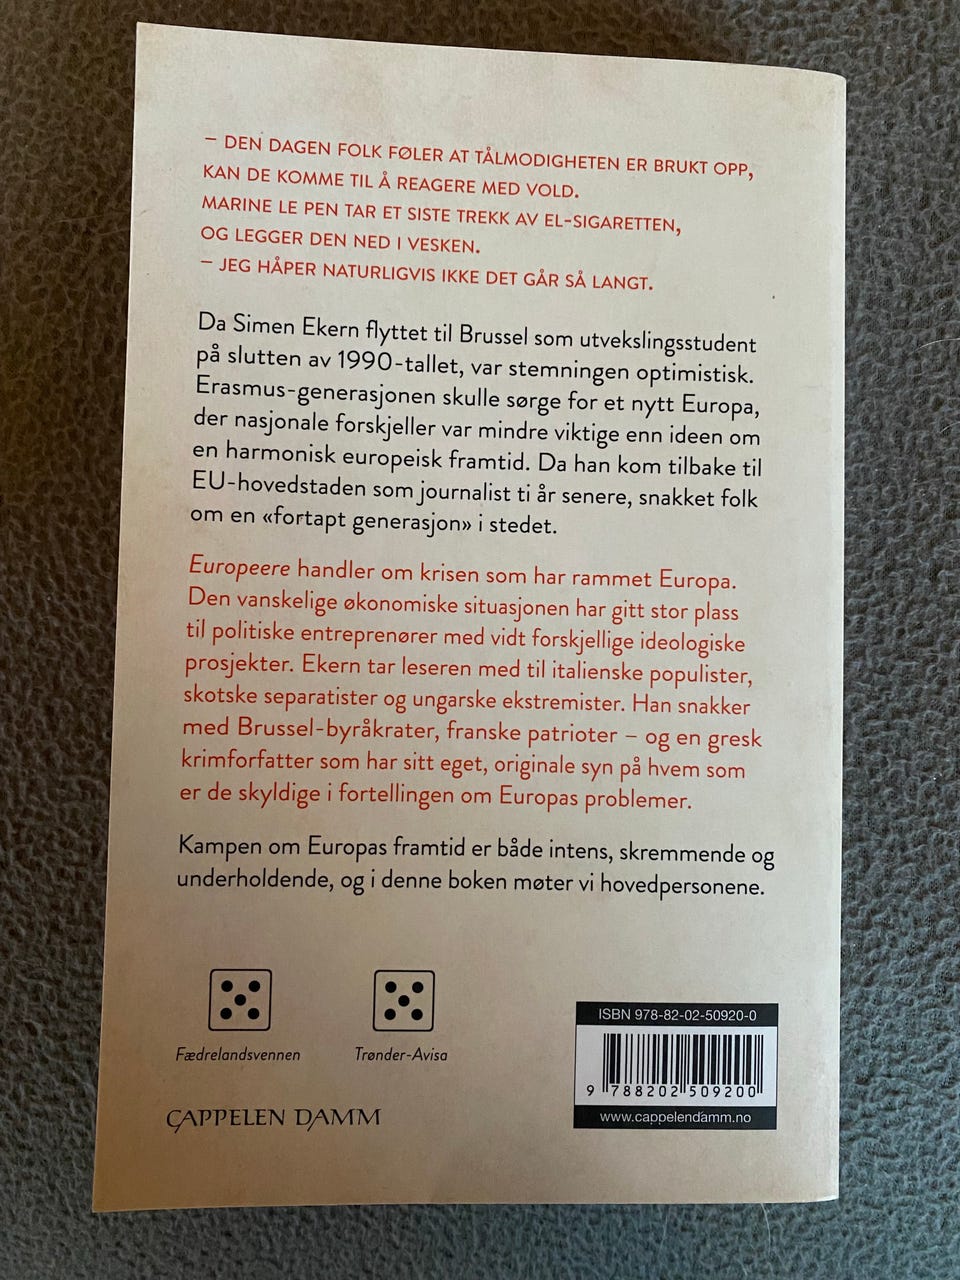 – DEN DAGEN FOLK FØLER AT TÅLMODIGHETEN ER BRUKT OPP,
KAN DE KOMME TIL Å REAGERE MED VOLD.
MARINE LE PEN TAR ET SISTE TREKK AV EL-SIGARETTEN,
OG LEGGER DEN NED I VESKEN.
– JEG HÅPER NATURLIGVIS IKKE DET GÅR SÅ LANGT.
Da Simen Ekern flyttet til Brussel som utvekslingsstudent
på slutten av 1990-tallet, var stemningen optimistisk.
Erasmus-generasjonen skulle sørge for et nytt Europa,
der nasjonale forskjeller var mindre viktige enn ideen om
en harmonisk europeisk framtid. Da han kom tilbake til
EU-hovedstaden som journalist ti år senere, snakket folk
om en «fortapt generasjon» i stedet.
Europeere handler om krisen som har rammet Europa.
Den vanskelige økonomiske situasjonen har gitt stor plass
til politiske entreprenører med vidt forskjellige ideologiske
prosjekter. Ekern tar leseren med til italienske populister,
skotske separatister og ungarske ekstremister. Han snakker
med Brussel-byråkrater, franske patrioter – og en gresk
krimforfatter som har sitt eget, originale syn på hvem som
er de skyldige i fortellingen om Europas problemer.
Kampen om Europas framtid er både intens, skremmende og
underholdende, og i denne boken møter vi hovedpersonene.
Fædrelandsvennen
Trønder-Avisa
CAPPELEN DAMM
ISBN 978-82-02-50920-0
9 788202 509200
www.cappelendamm.no